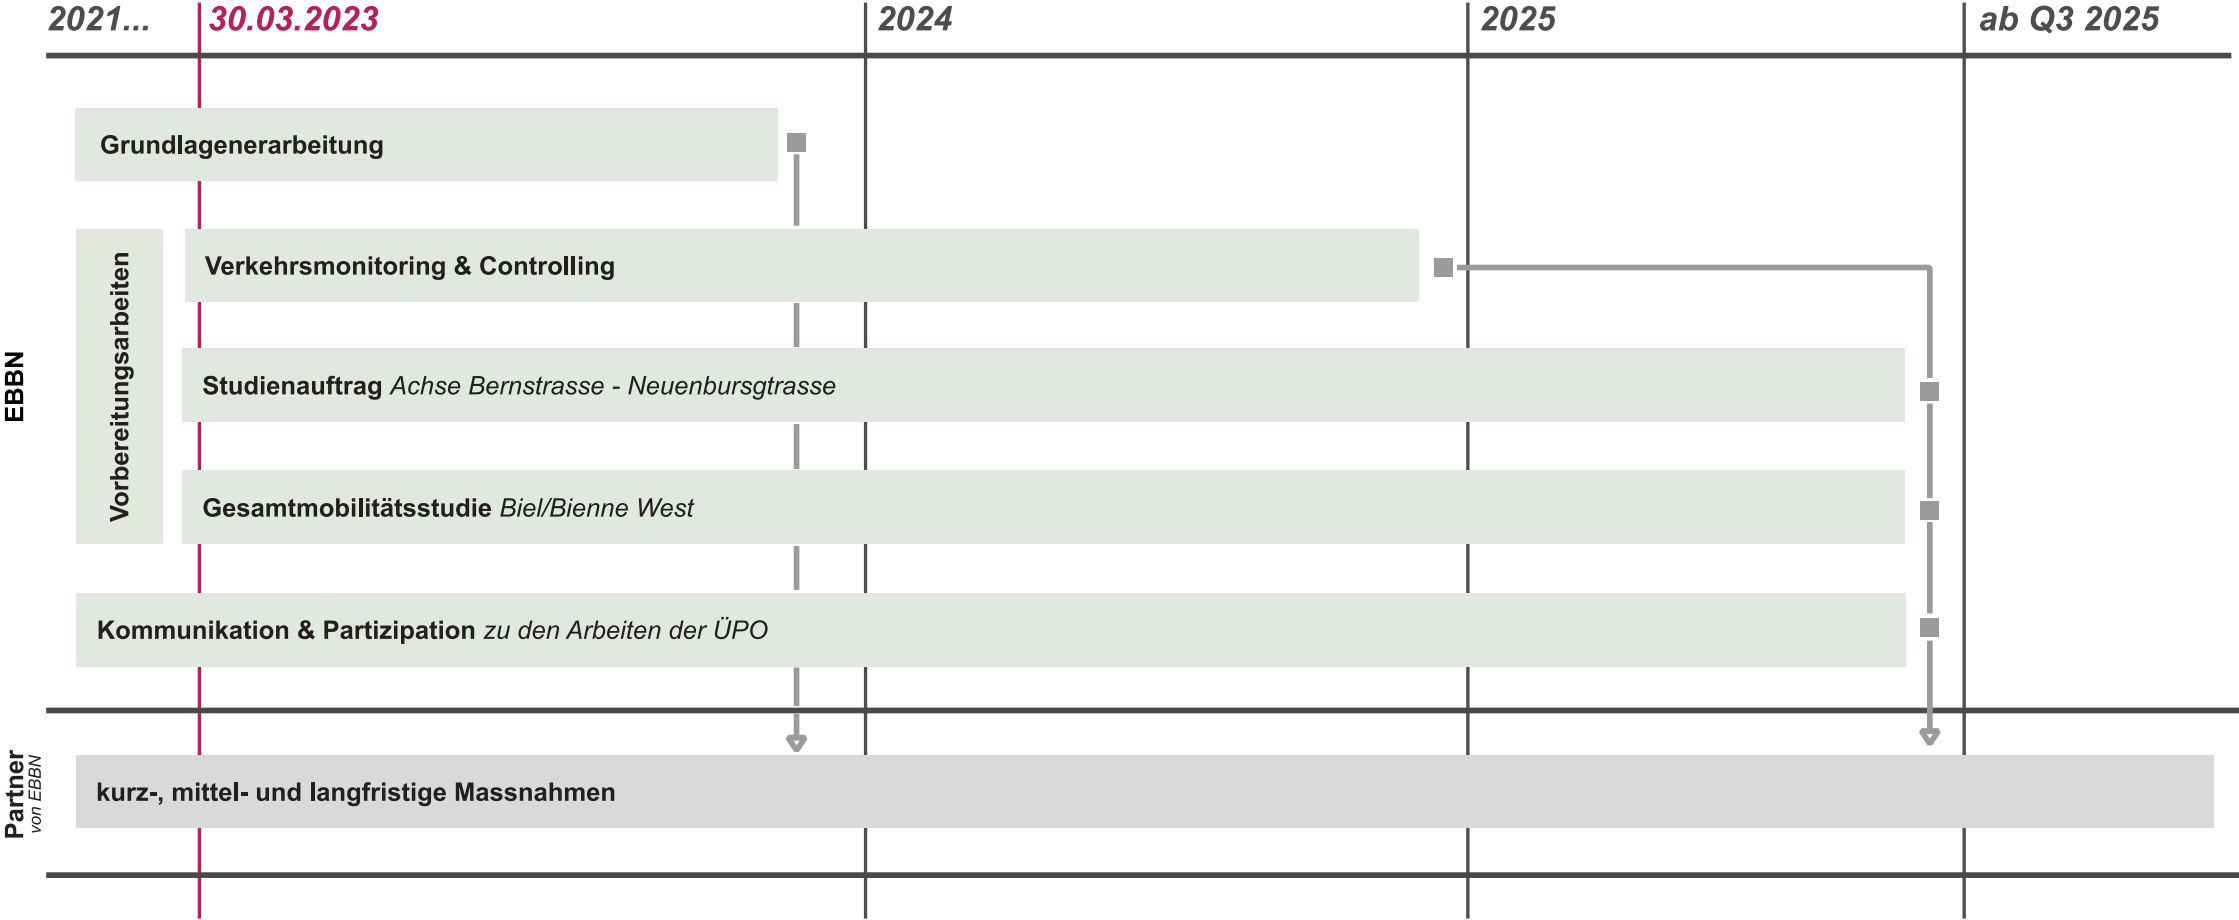 2021...
30.03.2023
2024
2025
ab Q3 2025
EBBN
Grundlagenerarbeitung
Vorbereitungsarbeiten
Verkehrsmonitoring & Controlling
Studienauftrag Achse Bernstrasse - Neuenbursgtrasse
Gesamtmobilitätsstudie Biel/Bienne West
Kommunikation & Partizipation zu den Arbeiten der ÜPO
Partner
von EBBN
kurz-, mittel- und langfristige Massnahmen